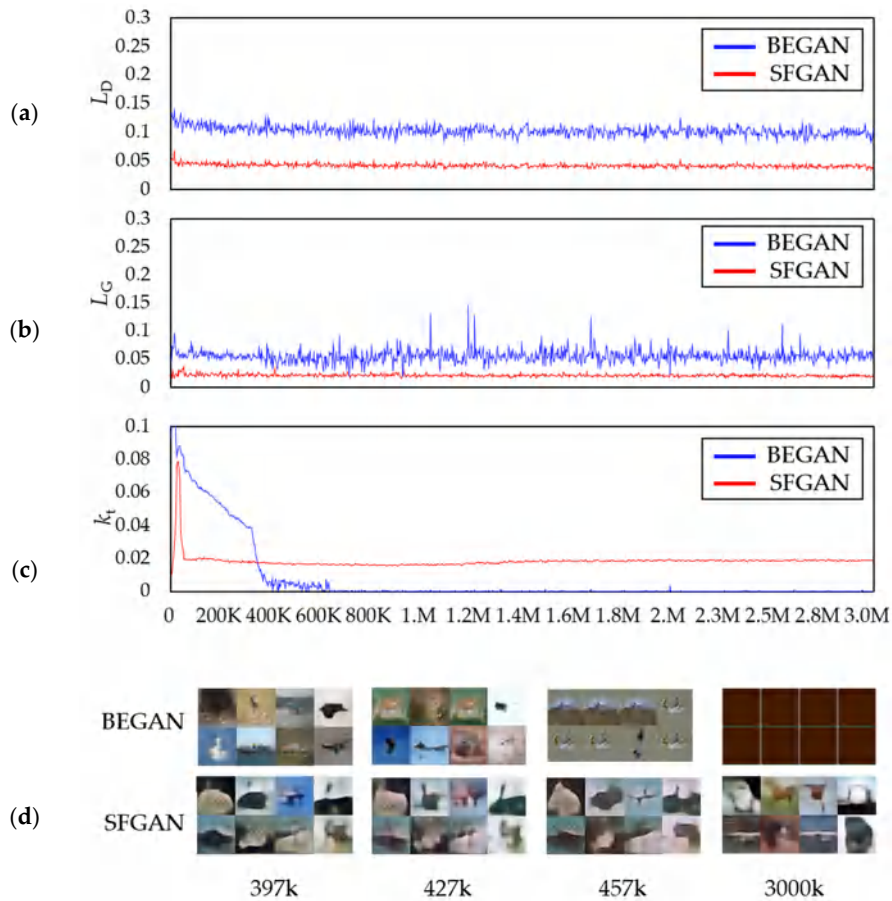 0.3
0.25
BEGAN
0.2
SFGAN
(a)
L_D
0.15
0.1
0.05
0
0.3
0.25
BEGAN
0.2
SFGAN
(b)
L_G
0.15
0.1
0.05
0
0.1
BEGAN
0.08
SFGAN
0.06
k_t
0.04
(c)
0.02
0
0 200K 400K 600K 800K 1.M 1.2M 1.4M 1.6M 1.8M 2.M 2.3M 2.5M 2.8M 3.0M
BEGAN
(d)
SFGAN
397k 427k 457k 3000k